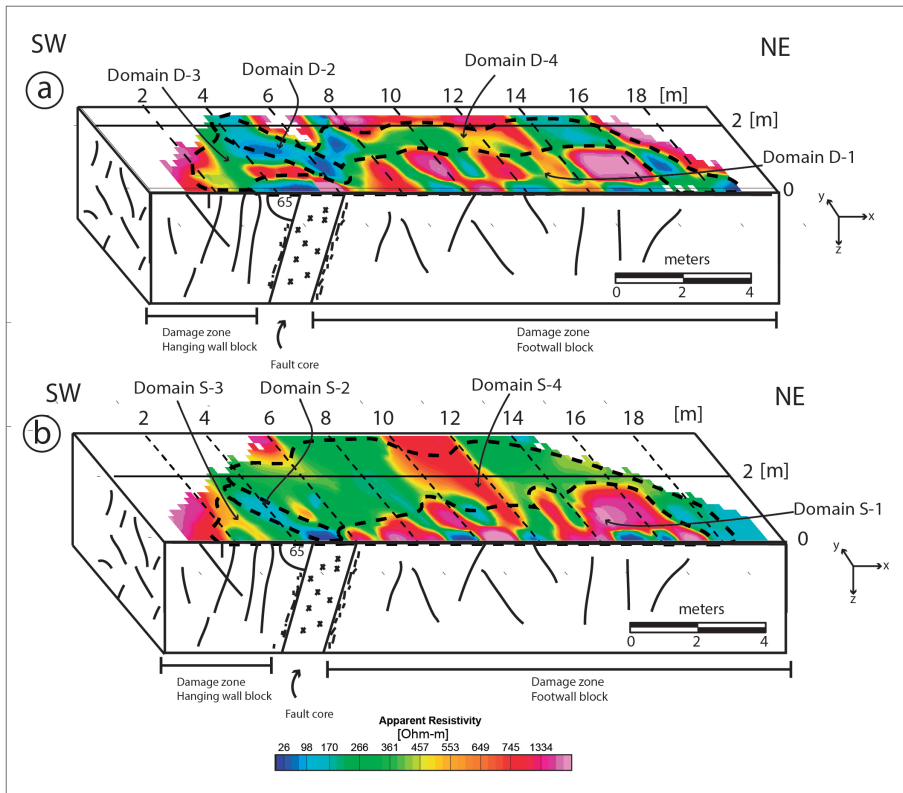 SW
NE
a
Domain D-3
Domain D-2
Domain D-4
2 4 6 8 10 12 14 16 18 [m]
2 [m]
Domain D-1
0
65
y
x
z
meters
0 2 4
Damage zone
Hanging wall block
Fault core
Damage zone
Footwall block
SW
NE
b
Domain S-3
Domain S-2
Domain S-4
2 4 6 8 10 12 14 16 18 [m]
2 [m]
Domain S-1
0
65
y
x
z
meters
0 2 4
Damage zone
Hanging wall block
Fault core
Damage zone
Footwall block
Apparent Resistivity
[Ohm-m]
26 98 170 266 361 457 553 649 745 1334